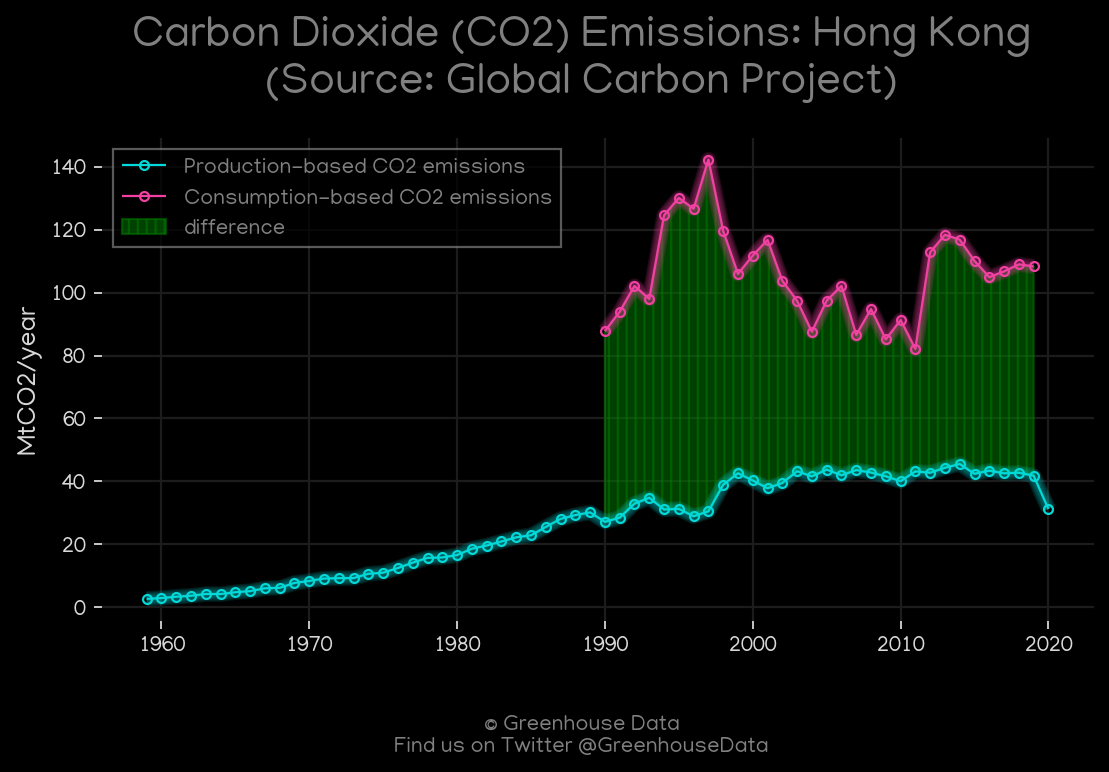 Carbon Dioxide (CO2) Emissions: Hong Kong
(Source: Global Carbon Project)
Production-based CO2 emissions
Consumption-based CO2 emissions
difference
MtCO2/year
140
120
100
80
60
40
20
0
1960
1970
1980
1990
2000
2010
2020
© Greenhouse Data
Find us on Twitter @GreenhouseData